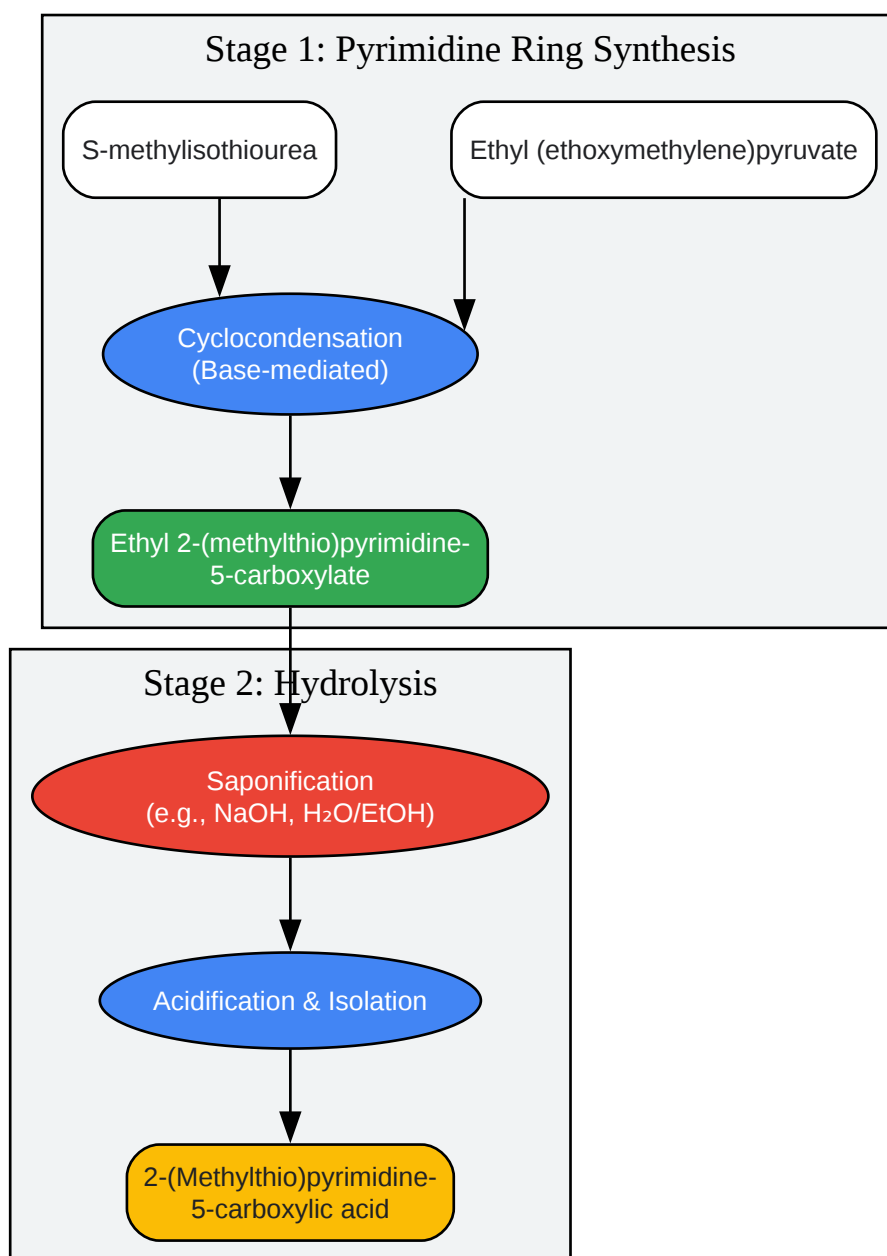 Stage 1: Pyrimidine Ring Synthesis
S-methylisothiourea
Ethyl (ethoxymethylene)pyruvate
Cyclocondensation
(Base-mediated)
Ethyl 2-(methylthio)pyrimidine-
5-carboxylate
Stage 2: Hydrolysis
Saponification
(e.g., NaOH, H₂O/EtOH)
Acidification & Isolation
2-(Methylthio)pyrimidine-
5-carboxylic acid